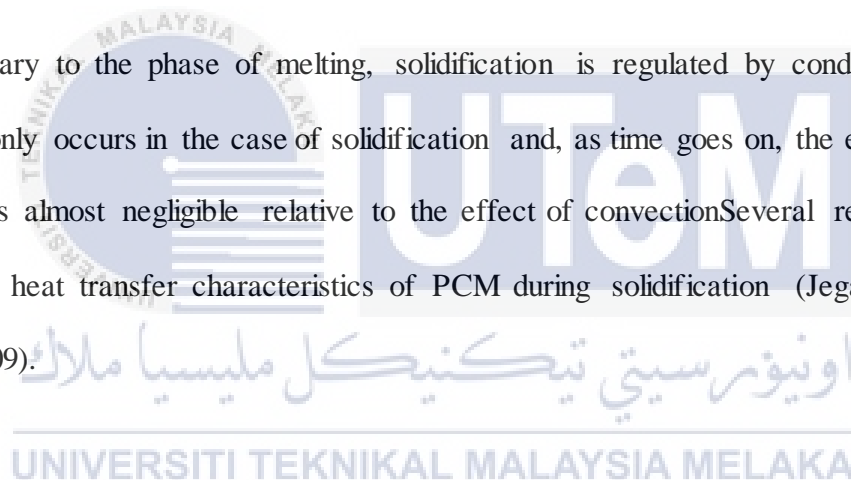 ary to the phase of melting, solidification is regulated by cond
only occurs in the case of solidification and, as time goes on, the e
s almost negligible relative to the effect of convectionSeveral re
heat transfer characteristics of PCM during solidification (Jega
09).
UTeM
اونيۏرسيتي تيكنيكل مليسيا ملاك
UNIVERSITI TEKNIKAL MALAYSIA MELAKA